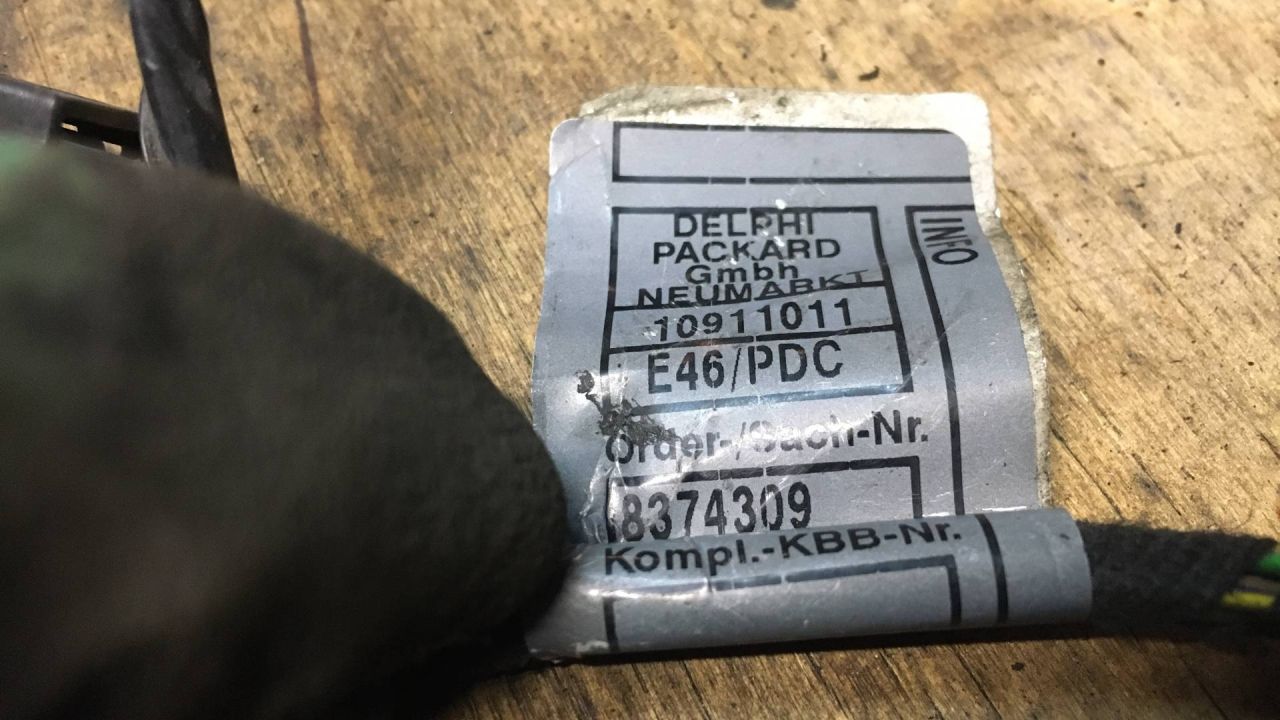 DELPHI
PACKARD
Gmbh
NEUMARKT
10911011
E46/PDC
INFO
Order-/Sach-Nr.
8374309
Kompl.-KBB-Nr.